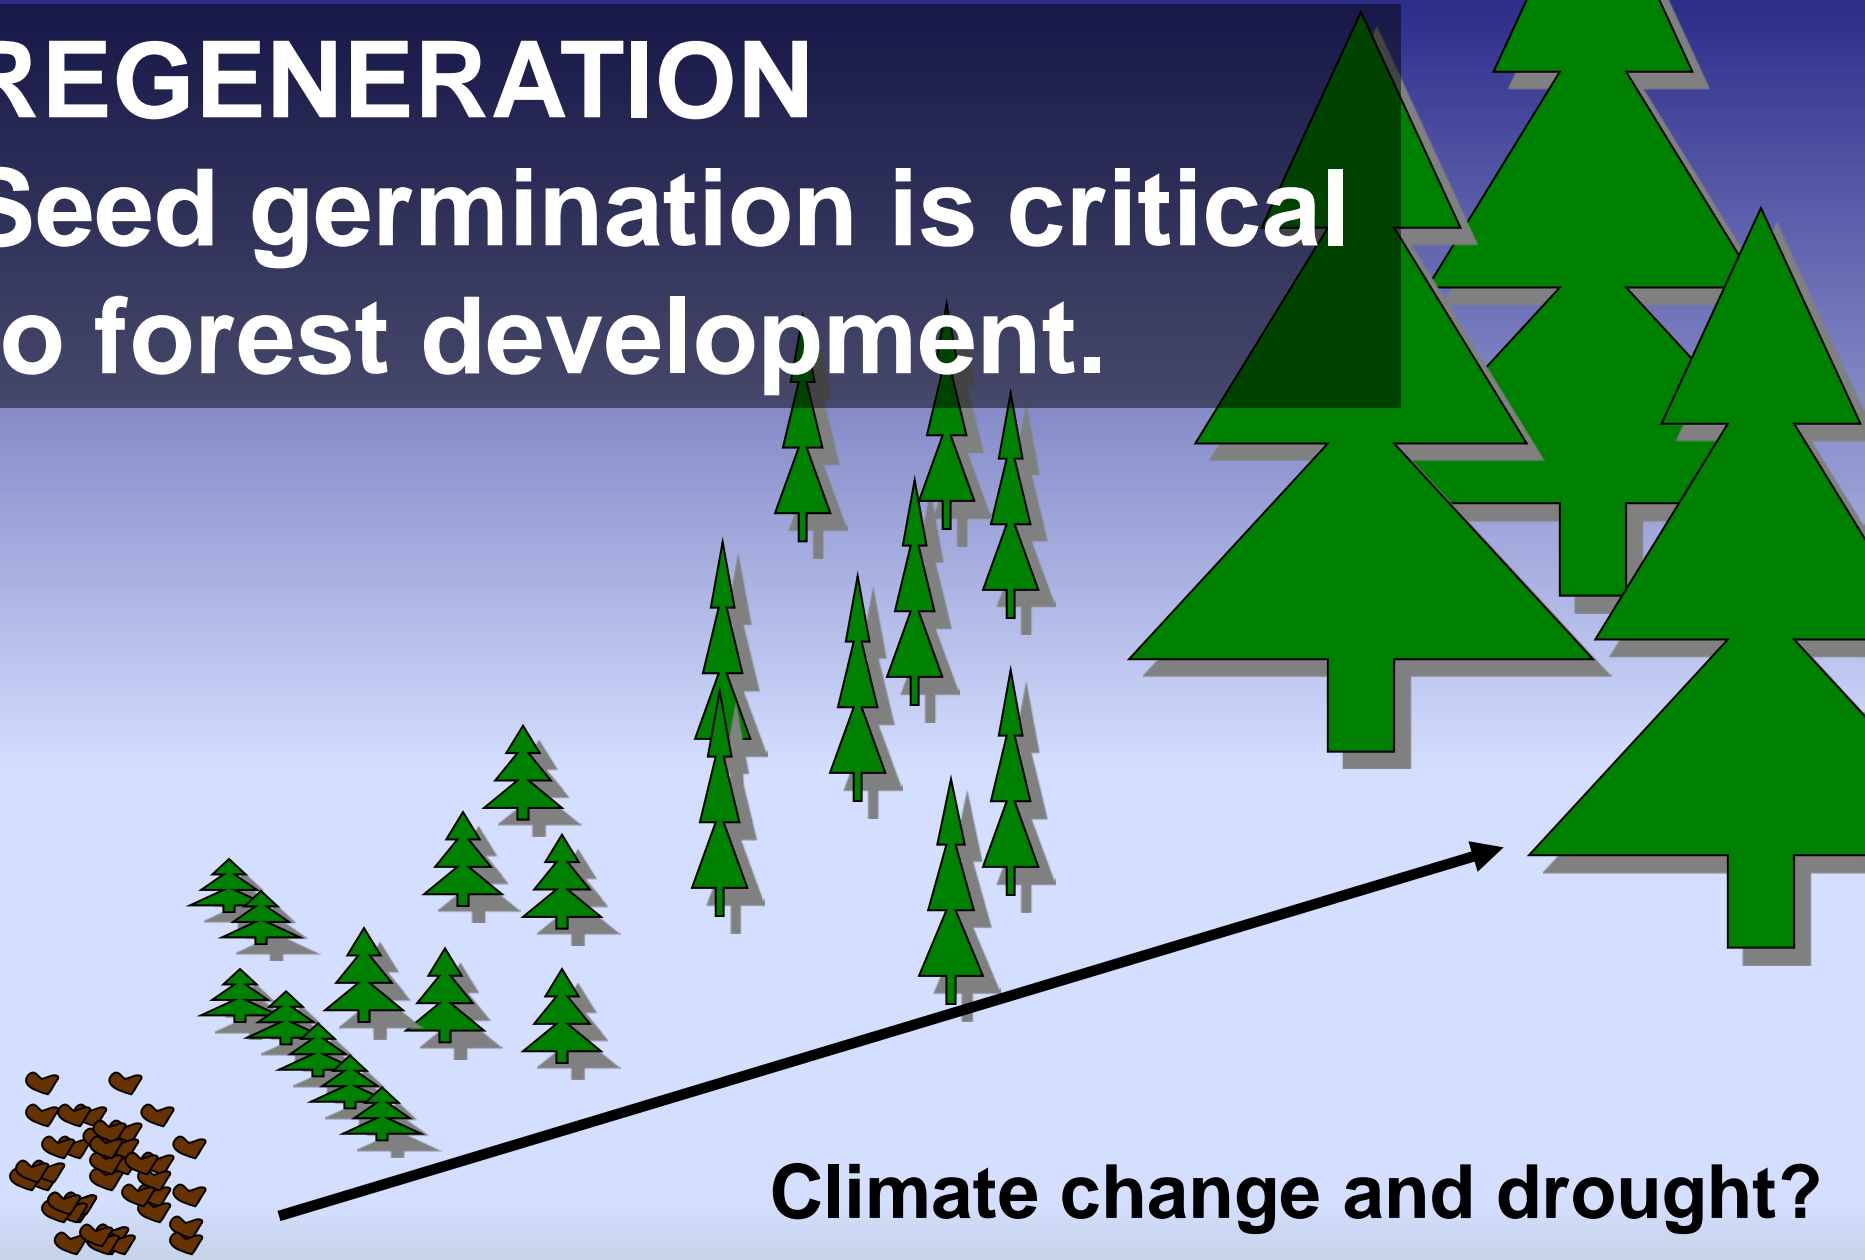 REGENERATION
Seed germination is critical
o forest development.
Climate change and drought?